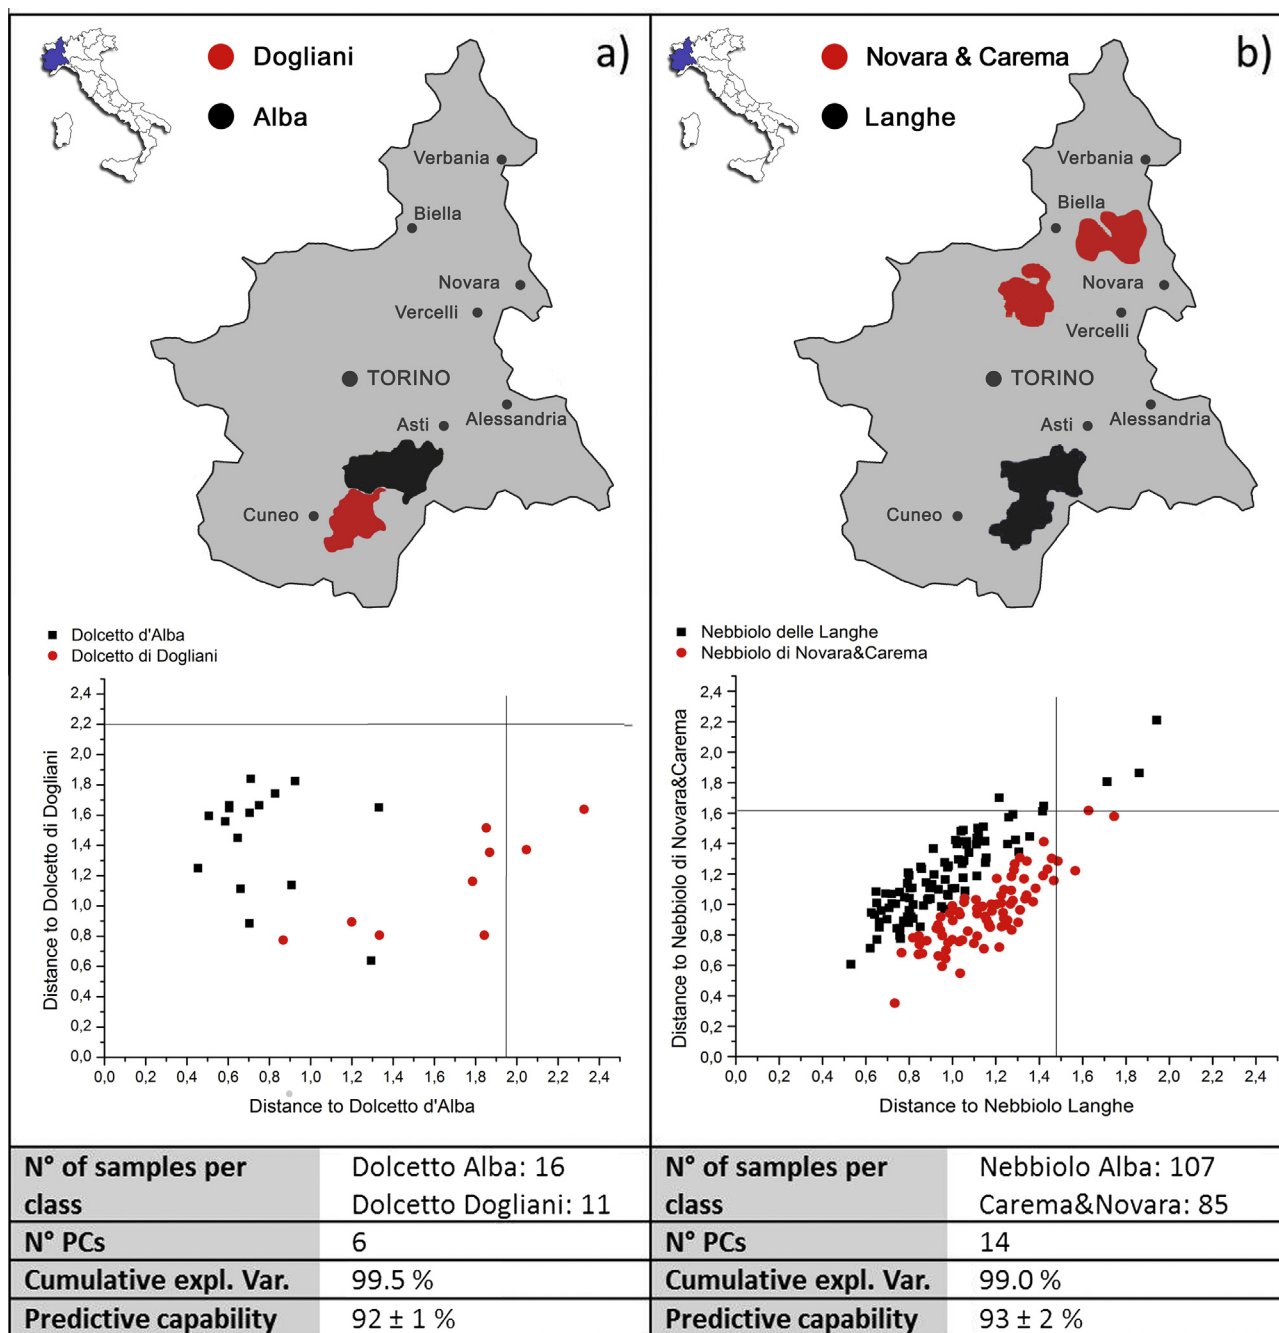 a)
Dogliani
Alba
Verbania
Biella
Novara
Vercelli
TORINO
Asti
Alessandria
Cuneo
Dolcetto d'Alba
Dolcetto di Dogliani
Distance to Dolcetto di Dogliani
2,4
2,2
2,0
1,8
1,6
1,4
1,2
1,0
0,8
0,6
0,4
0,2
0,0
0,0 0,2 0,4 0,6 0,8 1,0 1,2 1,4 1,6 1,8 2,0 2,2 2,4
Distance to Dolcetto d'Alba
N° of samples per
class
Dolcetto Alba: 16
Dolcetto Dogliani: 11
N° PCs
6
Cumulative expl. Var.
99.5 %
Predictive capability
92 ± 1 %
b)
Novara & Carema
Langhe
Verbania
Biella
Novara
Vercelli
TORINO
Asti
Alessandria
Cuneo
Nebbiolo delle Langhe
Nebbiolo di Novara&Carema
Distance to Nebbiolo di Novara&Carema
2,4
2,2
2,0
1,8
1,6
1,4
1,2
1,0
0,8
0,6
0,4
0,2
0,0
0,0 0,2 0,4 0,6 0,8 1,0 1,2 1,4 1,6 1,8 2,0 2,2 2,4
Distance to Nebbiolo Langhe
N° of samples per
class
Nebbiolo Alba: 107
Carema&Novara: 85
N° PCs
14
Cumulative expl. Var.
99.0 %
Predictive capability
93 ± 2 %